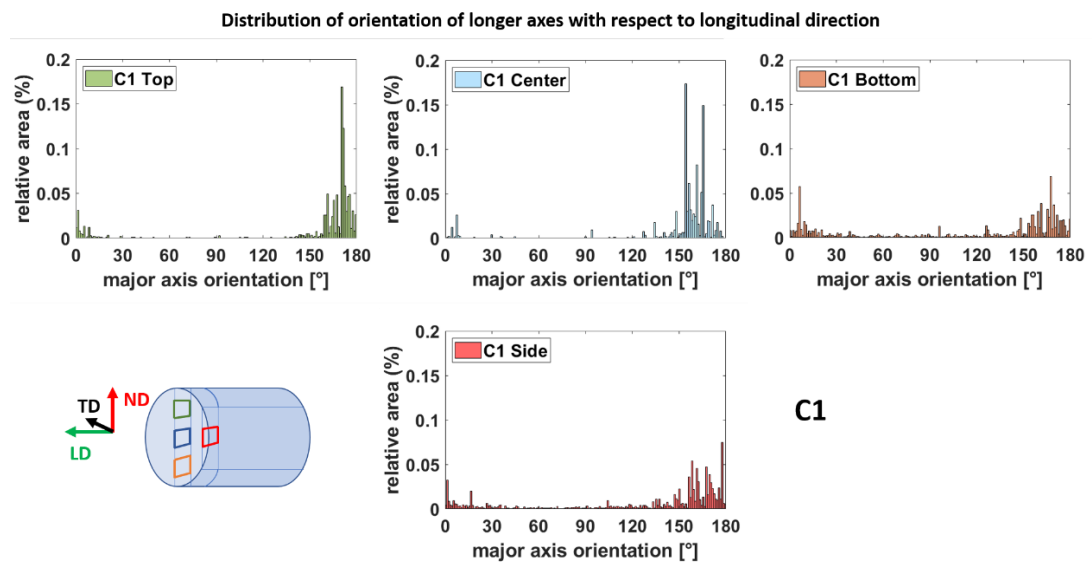 Distribution of orientation of longer axes with respect to longitudinal direction
relative area (%)
0.2
0.15
0.1
0.05
0
C1 Top
0 30 60 90 120 150 180
major axis orientation [°]
relative area (%)
0.2
0.15
0.1
0.05
0
C1 Center
0 30 60 90 120 150 180
major axis orientation [°]
relative area (%)
0.2
0.15
0.1
0.05
0
C1 Bottom
0 30 60 90 120 150 180
major axis orientation [°]
TD
ND
LD
relative area (%)
0.2
0.15
0.1
0.05
0
C1 Side
0 30 60 90 120 150 180
major axis orientation [°]
C1